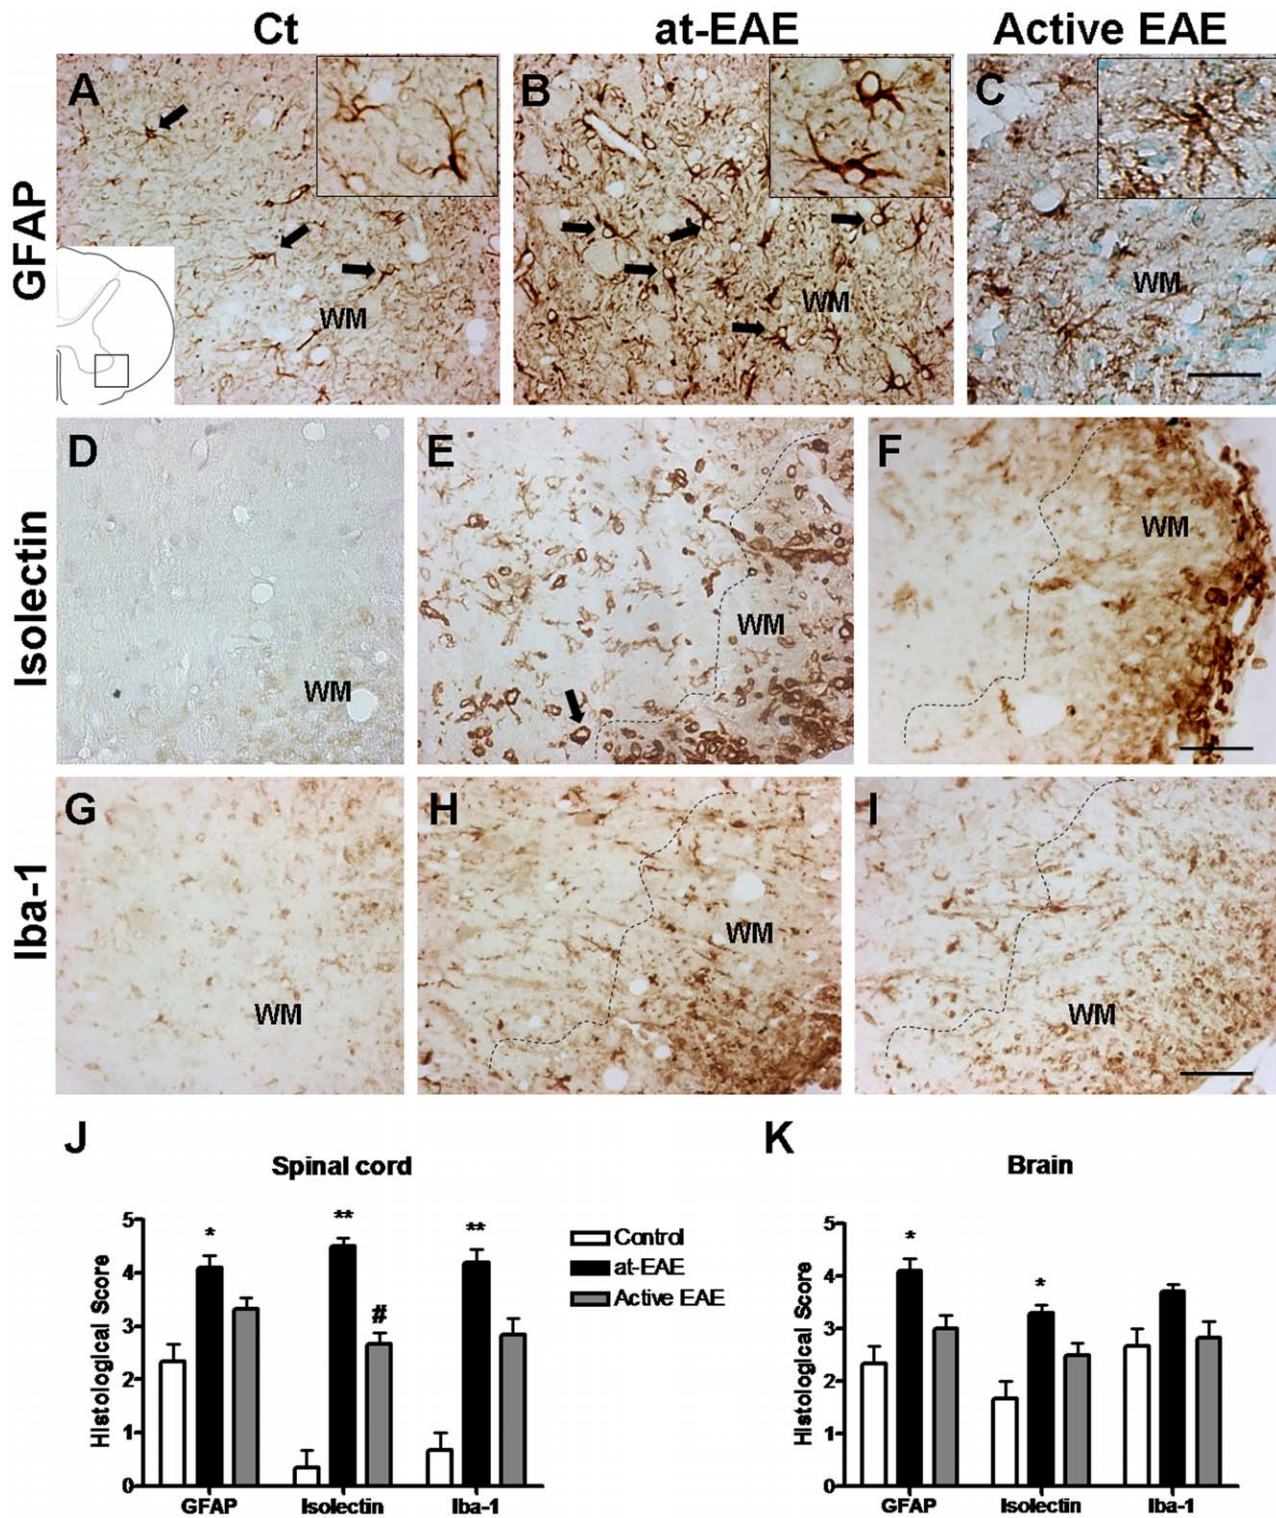 Ct at-EAE Active EAE
GFAP
A
WM
B
WM
C
WM
Isolectin
D
WM
E
WM
F
WM
Iba-1
G
WM
H
WM
I
WM
J
Spinal cord
Histological Score
5
4
3
2
1
0
*
**
#
**
GFAP Isolectin Iba-1
Control
at-EAE
Active EAE
K
Brain
Histological Score
5
4
3
2
1
0
*
*
GFAP Isolectin Iba-1